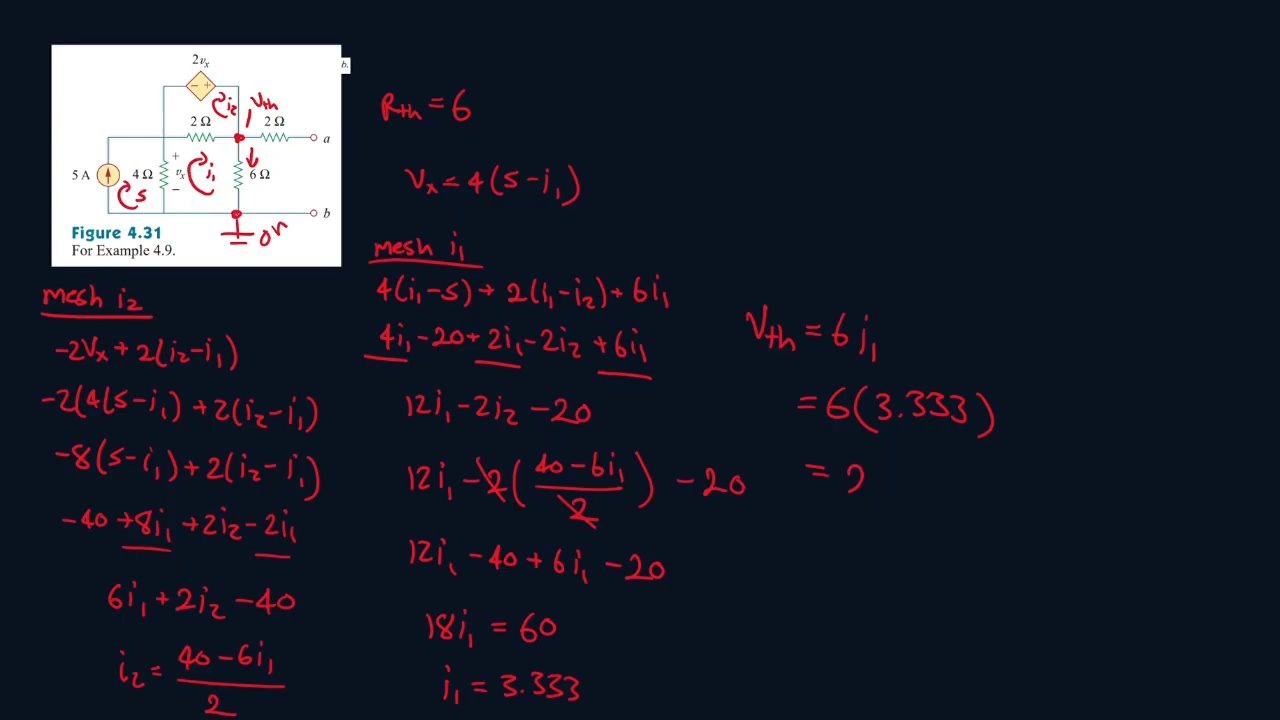 2vₓ
b.
− +
i₂
Vth
2 Ω
2 Ω
a
+
5 A
4 Ω
vₓ
i₁
6 Ω
−
5
b
0V
Figure 4.31
For Example 4.9.
Rth = 6
Vx = 4(5-i₁)
mesh i₂
-2Vx + 2(i₂-i₁)
-2(4(5-i₁) + 2(i₂-i₁)
-8(5-i₁) + 2(i₂-i₁)
-40 + 8i₁ + 2i₂ - 2i₁
6i₁ + 2i₂ - 40
i₂ = (40-6i₁)/2
mesh i₁
4(i₁-5) + 2(i₁-i₂) + 6i₁
4i₁ - 20 + 2i₁ - 2i₂ + 6i₁
12i₁ - 2i₂ - 20
12i₁ - 2((40-6i₁)/2) - 20
12i₁ - 40 + 6i₁ - 20
18i₁ = 60
i₁ = 3.333
Vth = 6i₁
= 6(3.333)
=